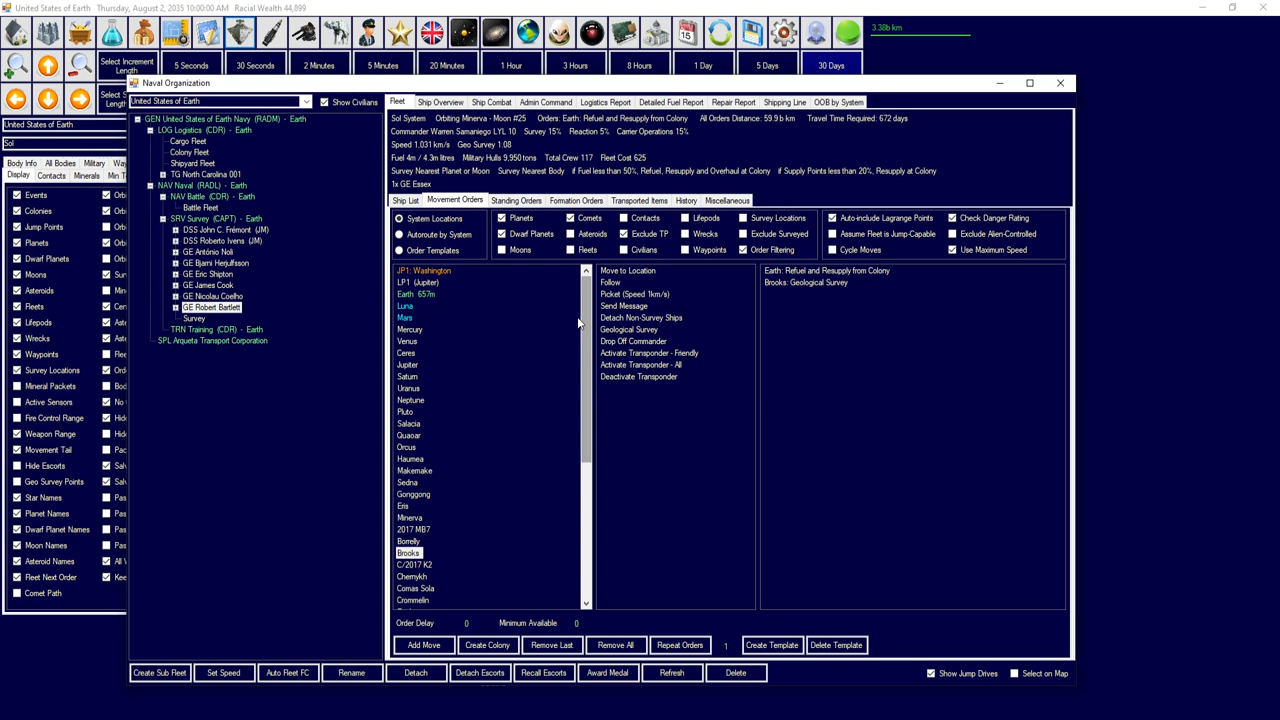 United States of Earth   Thursday, August 2, 2035 10:00:00 AM   Racial Wealth 44,899
3.38b km
Select Increment Length
5 Seconds
30 Seconds
2 Minutes
5 Minutes
20 Minutes
1 Hour
3 Hours
8 Hours
1 Day
5 Days
30 Days
Naval Organization
United States of Earth
Sol
Body Info All Bodies Military
Display Contacts Minerals
Events
Colonies
Jump Points
Planets
Dwarf Planets
Moons
Asteroids
Fleets
Lifepods
Wrecks
Waypoints
Survey Locations
Mineral Packets
Active Sensors
Fire Control Range
Weapon Range
Movement Tail
Hide Escorts
Geo Survey Points
Star Names
Planet Names
Dwarf Planet Names
Moon Names
Asteroid Names
Fleet Next Order
Comet Path
United States of Earth
Show Civilians
GEN United States of Earth Navy (RADM) - Earth
LOG Logistics (CDR) - Earth
Cargo Fleet
Colony Fleet
Shipyard Fleet
TG North Carolina 001
NAV Naval (RADL) - Earth
NAV Battle (CDR) - Earth
Battle Fleet
SRV Survey (CAPT) - Earth
DSS John C. Frémont (JM)
DSS Roberto Ivens (JM)
GE António Noli
GE Bjarni Herjulfsson
GE Eric Shipton
GE James Cook
GE Nicolau Coelho
GE Robert Bartlett
Survey
TRN Training (CDR) - Earth
SPL Arqueta Transport Corporation
Fleet
Ship Overview
Ship Combat
Admin Command
Logistics Report
Detailed Fuel Report
Repair Report
Shipping Line
OOB by System
Sol System   Orbiting Minerva - Moon #25   Orders: Earth: Refuel and Resupply from Colony   All Orders Distance: 59.9 b km   Travel Time Required: 672 days
Commander Warren Samaniego LYL 10   Survey 15%   Reaction 5%   Carrier Operations 15%
Speed 1,031 km/s   Geo Survey 1.08
Fuel 4m / 4.3m litres   Military Hulls 9,950 tons   Total Crew 117   Fleet Cost 625
Survey Nearest Planet or Moon   Survey Nearest Body   if Fuel less than 50%, Refuel, Resupply and Overhaul at Colony   if Supply Points less than 20%, Resupply at Colony
1x GE Essex
Ship List
Movement Orders
Standing Orders
Formation Orders
Transported Items
History
Miscellaneous
System Locations
Autoroute by System
Order Templates
Planets
Comets
Contacts
Lifepods
Survey Locations
Dwarf Planets
Asteroids
Exclude TP
Wrecks
Exclude Surveyed
Moons
Fleets
Civilians
Waypoints
Order Filtering
Auto-include Lagrange Points
Check Danger Rating
Assume Fleet is Jump-Capable
Exclude Alien-Controlled
Cycle Moves
Use Maximum Speed
JP1: Washington
LP1 (Jupiter)
Earth 657m
Luna
Mars
Mercury
Venus
Ceres
Jupiter
Saturn
Uranus
Neptune
Pluto
Salacia
Quaoar
Orcus
Haumea
Makemake
Sedna
Gonggong
Eris
Minerva
2017 MB7
Borrelly
Brooks
C/2017 K2
Chernykh
Comas Sola
Crommelin
Move to Location
Follow
Picket (Speed 1km/s)
Send Message
Detach Non-Survey Ships
Geological Survey
Drop Off Commander
Activate Transponder - Friendly
Activate Transponder - All
Deactivate Transponder
Earth: Refuel and Resupply from Colony
Brooks: Geological Survey
Order Delay 0   Minimum Available 0
Add Move
Create Colony
Remove Last
Remove All
Repeat Orders
1
Create Template
Delete Template
Create Sub Fleet
Set Speed
Auto Fleet FC
Rename
Detach
Detach Escorts
Recall Escorts
Award Medal
Refresh
Delete
Show Jump Drives
Select on Map